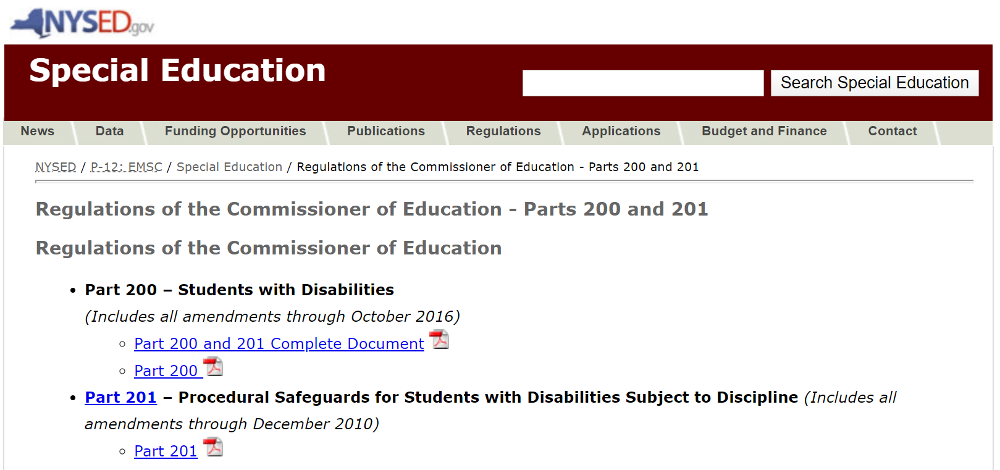 NYSED.gov
Special Education
Search Special Education
News Data Funding Opportunities Publications Regulations Applications Budget and Finance Contact
NYSED / P-12: EMSC / Special Education / Regulations of the Commissioner of Education - Parts 200 and 201
Regulations of the Commissioner of Education - Parts 200 and 201
Regulations of the Commissioner of Education
• Part 200 – Students with Disabilities
(Includes all amendments through October 2016)
○ Part 200 and 201 Complete Document
○ Part 200
• Part 201 – Procedural Safeguards for Students with Disabilities Subject to Discipline (Includes all
amendments through December 2010)
○ Part 201